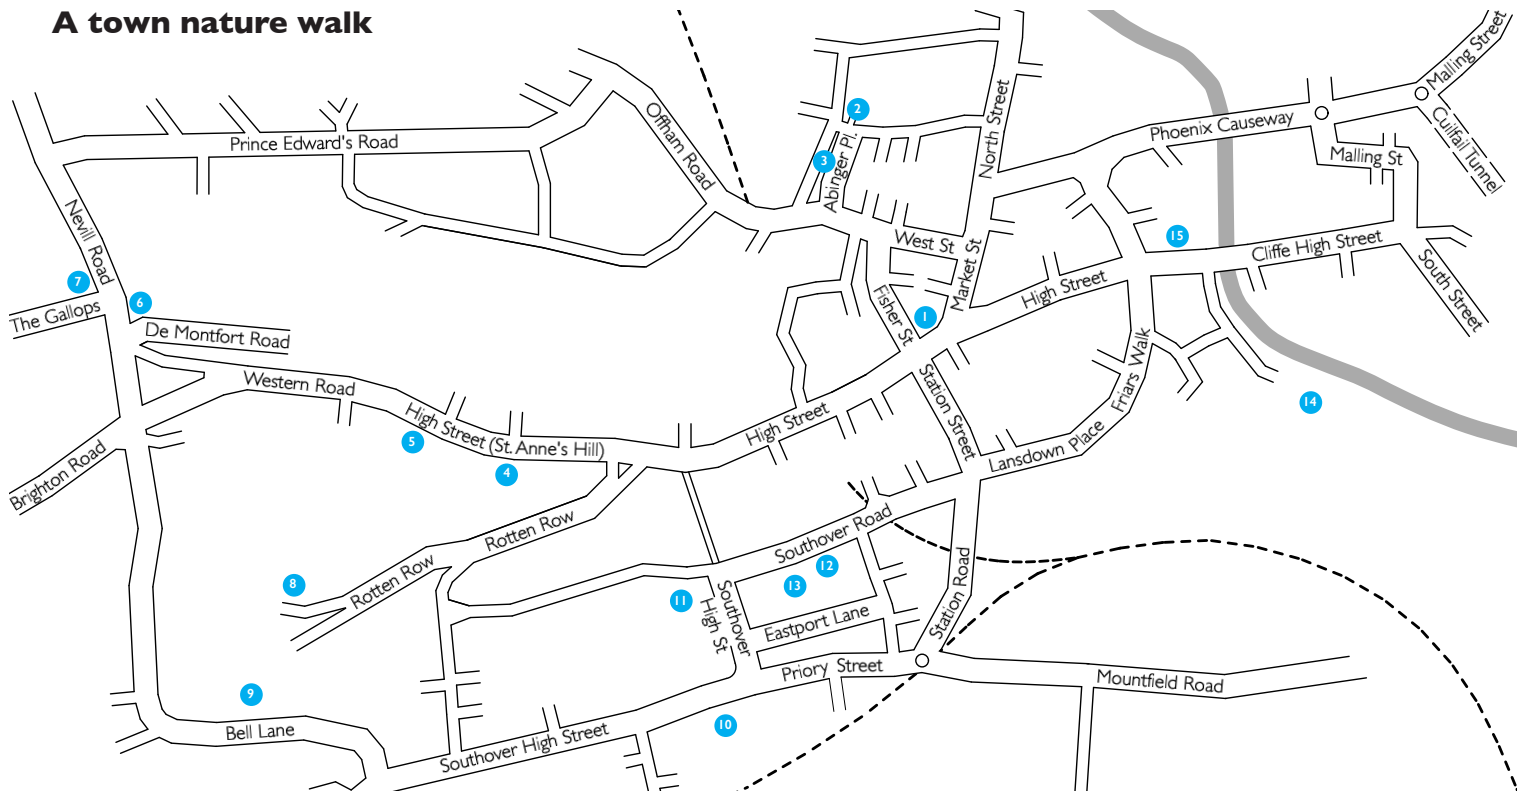 A town nature walk
Malling Street
North Street
2
Offham Road
Phoenix Causeway
Cuilfail Tunnel
Prince Edward's Road
3
Abinger Pl.
Malling St
Nevill Road
West St
15
Cliffe High Street
Market St
South Street
7
6
The Gallops
High Street
De Montfort Road
Fisher St
1
Western Road
Station Street
Friars Walk
14
High Street
5
High Street (St. Anne's Hill)
4
Lansdown Place
Brighton Road
Rotten Row
Southover Road
Rotten Row
8
12
13
11
Southover
High St
Eastport Lane
Station Road
Priory Street
Mountfield Road
9
10
Bell Lane
Southover High Street